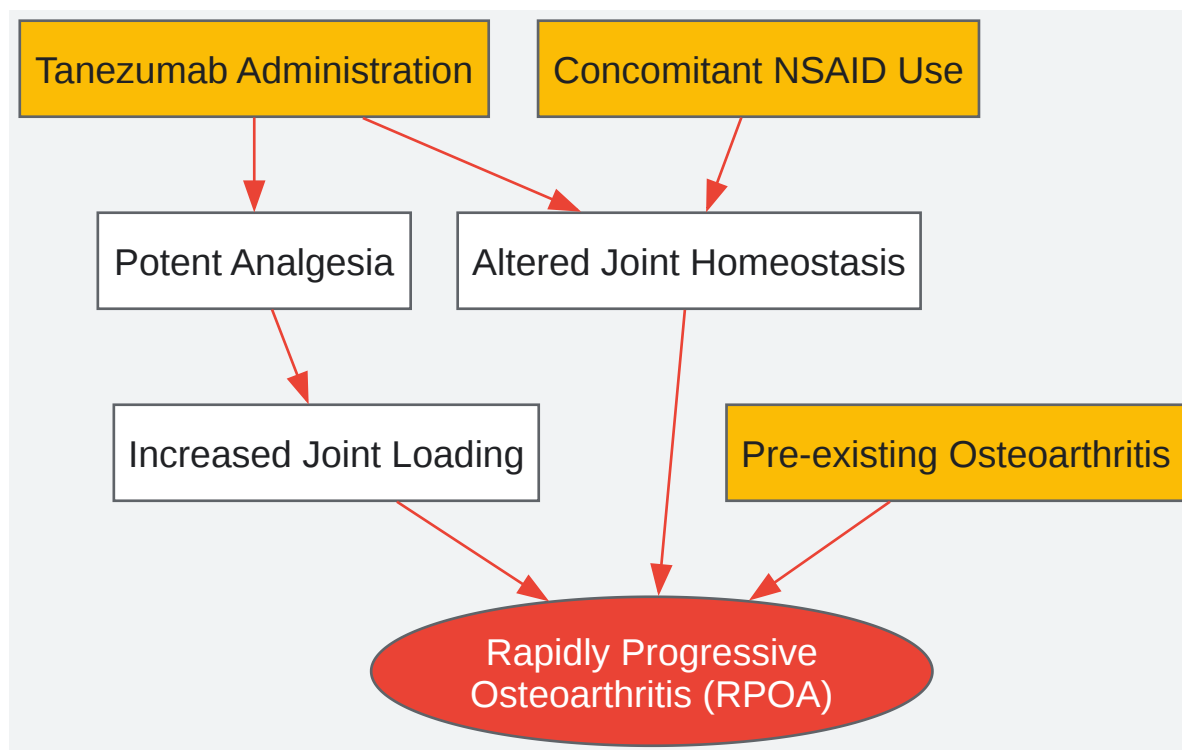 Tanezumab Administration
Concomitant NSAID Use
Potent Analgesia
Altered Joint Homeostasis
Increased Joint Loading
Pre-existing Osteoarthritis
Rapidly Progressive
Osteoarthritis (RPOA)